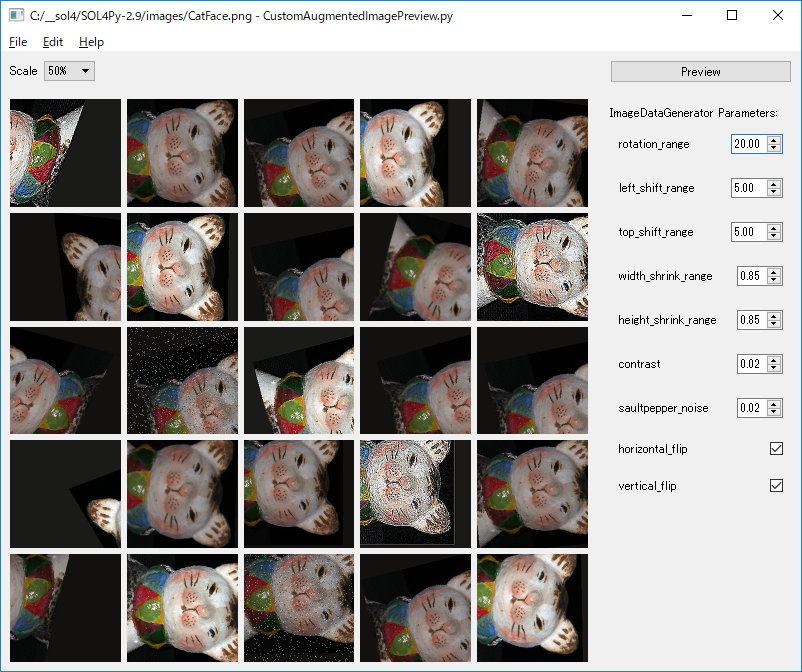 C:/__sol4/SOL4Py-2.9/images/CatFace.png - CustomAugmentedImagePreview.py
File Edit Help
Scale 50% Preview
ImageDataGenerator Parameters:
rotation_range 20.00
left_shift_range 5.00
top_shift_range 5.00
width_shrink_range 0.85
height_shrink_range 0.85
contrast 0.02
saultpepper_noise 0.02
horizontal_flip
vertical_flip